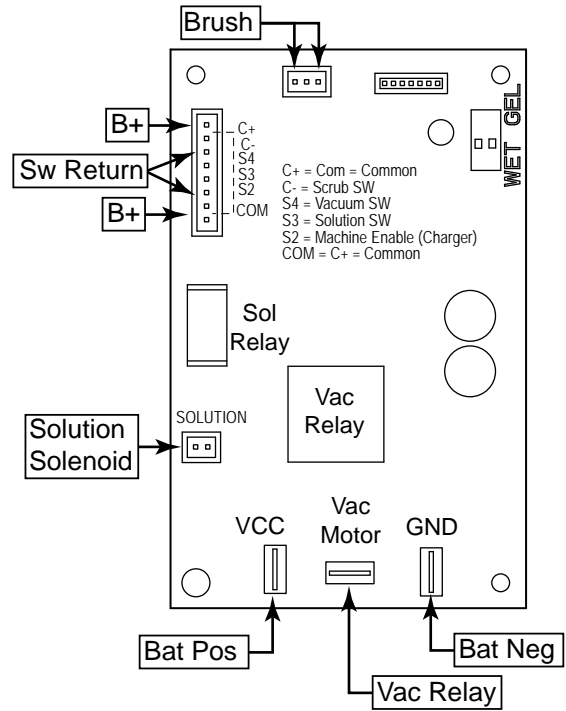 Brush
B+
Sw Return
B+
C+
C-
S4
S3
S2
COM
WET GEL
C+ = Com = Common
C- = Scrub SW
S4 = Vacuum SW
S3 = Solution SW
S2 = Machine Enable (Charger)
COM = C+ = Common
Sol
Relay
Vac
Relay
SOLUTION
Solution
Solenoid
VCC
Vac
Motor
GND
Bat Pos
Bat Neg
Vac Relay